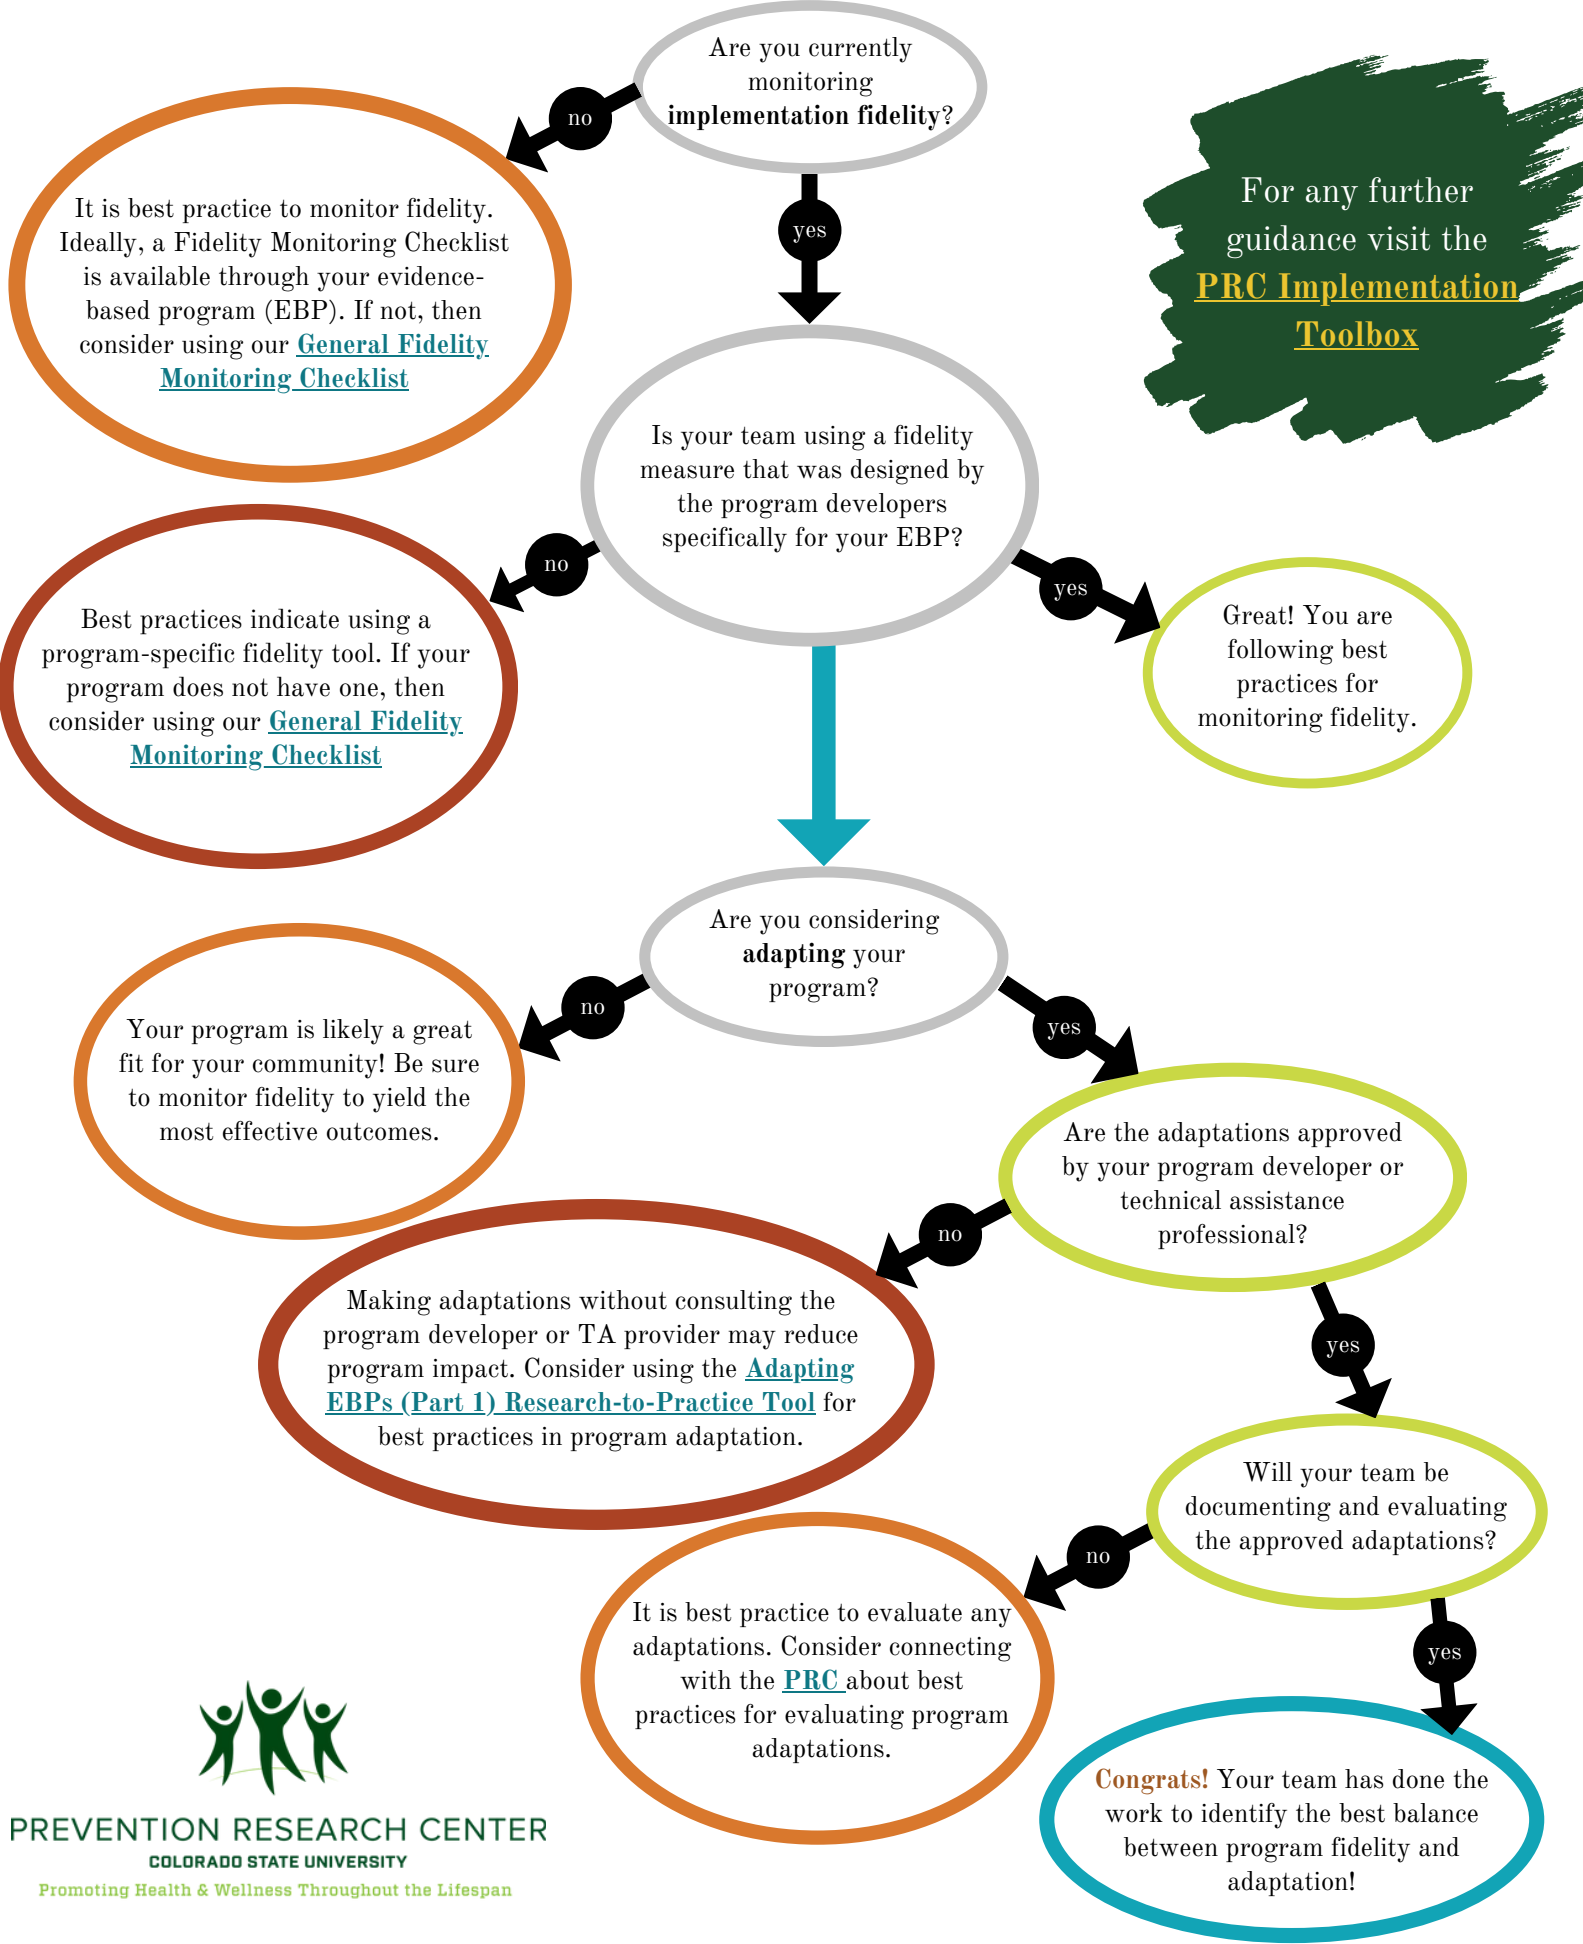 Are you currently
monitoring
implementation fidelity?
no
yes
For any further
guidance visit the
PRC Implementation
Toolbox
It is best practice to monitor fidelity.
Ideally, a Fidelity Monitoring Checklist
is available through your evidence-
based program (EBP). If not, then
consider using our General Fidelity
Monitoring Checklist
Is your team using a fidelity
measure that was designed by
the program developers
specifically for your EBP?
no
yes
Best practices indicate using a
program-specific fidelity tool. If your
program does not have one, then
consider using our General Fidelity
Monitoring Checklist
Great! You are
following best
practices for
monitoring fidelity.
Are you considering
adapting your
program?
no
yes
Your program is likely a great
fit for your community! Be sure
to monitor fidelity to yield the
most effective outcomes.
Are the adaptations approved
by your program developer or
technical assistance
professional?
no
yes
Making adaptations without consulting the
program developer or TA provider may reduce
program impact. Consider using the Adapting
EBPs (Part 1) Research-to-Practice Tool for
best practices in program adaptation.
Will your team be
documenting and evaluating
the approved adaptations?
no
yes
It is best practice to evaluate any
adaptations. Consider connecting
with the PRC about best
practices for evaluating program
adaptations.
Congrats! Your team has done the
work to identify the best balance
between program fidelity and
adaptation!
PREVENTION RESEARCH CENTER
COLORADO STATE UNIVERSITY
Promoting Health & Wellness Throughout the Lifespan